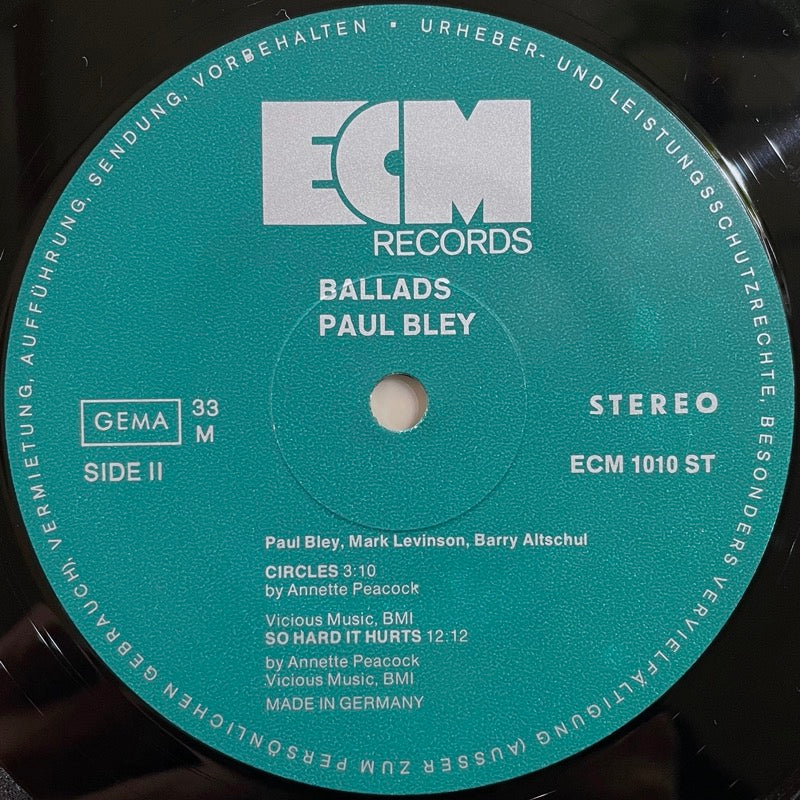 URHEBER- UND LEISTUNGSSCHUTZRECHTE, BESONDERS VERVIELFÄLTIGUNG (AUSSER ZUM PERSÖNLICHEN GEBRAUCH), VERMIETUNG, AUFFÜHRUNG, SENDUNG, VORBEHALTEN ▪
ECM
RECORDS
BALLADS
PAUL BLEY
GEMA 33
M
STEREO
SIDE II
ECM 1010 ST
Paul Bley, Mark Levinson, Barry Altschul
CIRCLES 3:10
by Annette Peacock
Vicious Music, BMI
SO HARD IT HURTS 12:12
by Annette Peacock
Vicious Music, BMI
MADE IN GERMANY